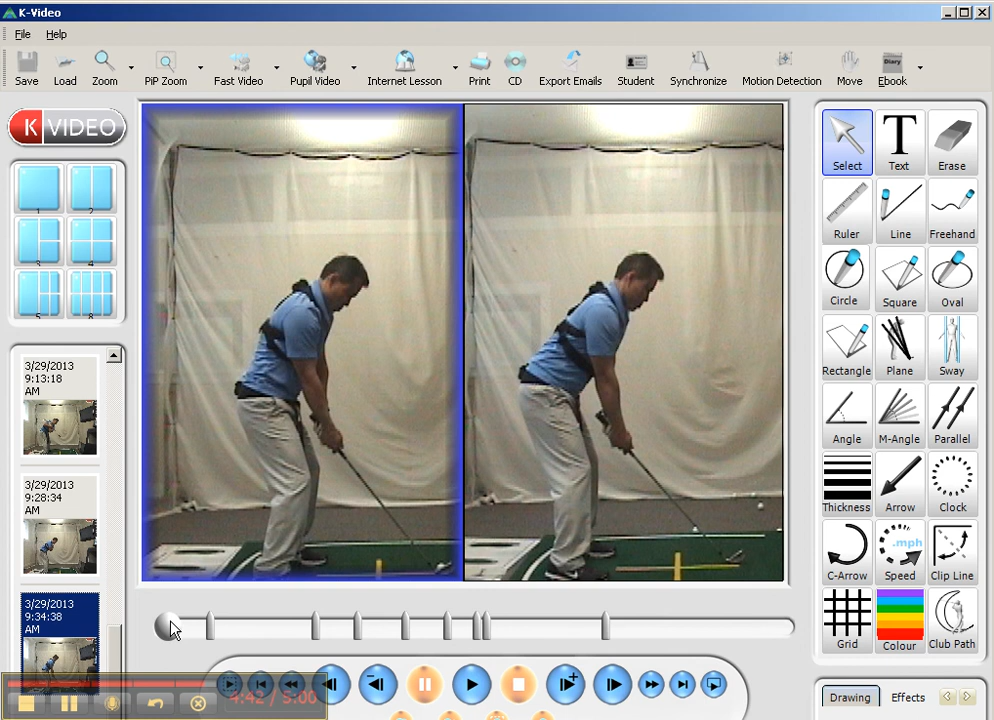 K-Video
File Help
Save Load Zoom PiP Zoom Fast Video Pupil Video Internet Lesson Print CD Export Emails Student Synchronize Motion Detection Move Diary Ebook
K VIDEO
1 2
3 4
5 8
3/29/2013
9:13:18
AM
3/29/2013
9:28:34
AM
3/29/2013
9:34:38
AM
Select Text Erase
Ruler Line Freehand
Circle Square Oval
Rectangle Plane Sway
Angle M-Angle Parallel
Thickness Arrow Clock
.mph
C-Arrow Speed Clip Line
Grid Colour Club Path
4:42 / 5:00
Drawing Effects